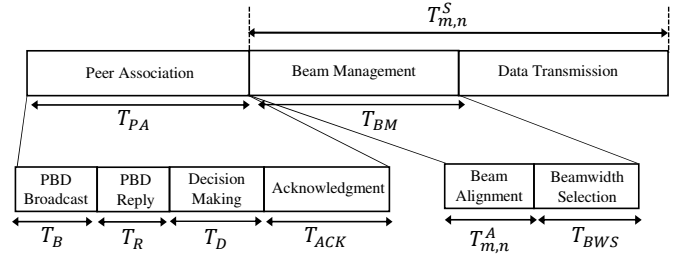 T^S_{m,n}
Peer Association
Beam Management
Data Transmission
T_{PA}
T_{BM}
PBD
Broadcast
PBD
Reply
Decision
Making
Acknowledgment
Beam
Alignment
Beamwidth
Selection
T_B
T_R
T_D
T_{ACK}
T^A_{m,n}
T_{BWS}